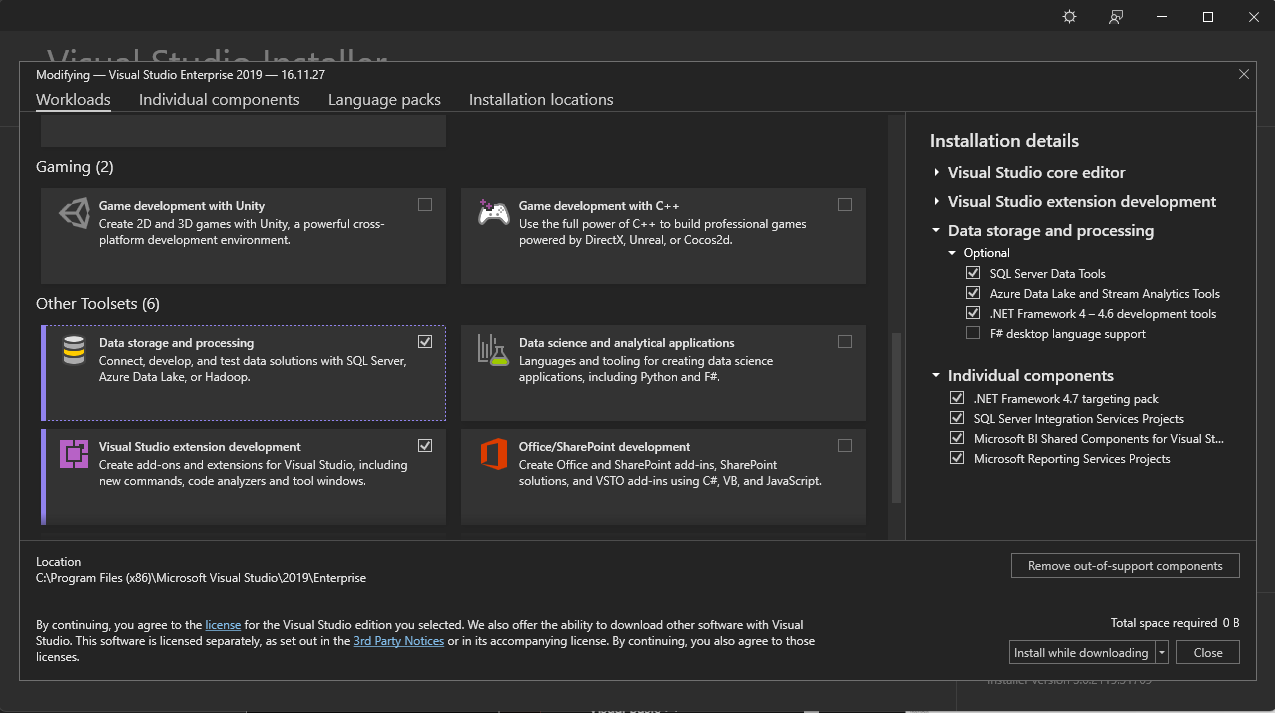 Visual Studio Installer
Modifying — Visual Studio Enterprise 2019 — 16.11.27
Workloads
Individual components
Language packs
Installation locations
Gaming (2)
Game development with Unity
Create 2D and 3D games with Unity, a powerful cross-
platform development environment.
Game development with C++
Use the full power of C++ to build professional games
powered by DirectX, Unreal, or Cocos2d.
Other Toolsets (6)
Data storage and processing
Connect, develop, and test data solutions with SQL Server,
Azure Data Lake, or Hadoop.
Data science and analytical applications
Languages and tooling for creating data science
applications, including Python and F#.
Visual Studio extension development
Create add-ons and extensions for Visual Studio, including
new commands, code analyzers and tool windows.
Office/SharePoint development
Create Office and SharePoint add-ins, SharePoint
solutions, and VSTO add-ins using C#, VB, and JavaScript.
Installation details
Visual Studio core editor
Visual Studio extension development
Data storage and processing
Optional
SQL Server Data Tools
Azure Data Lake and Stream Analytics Tools
.NET Framework 4 – 4.6 development tools
F# desktop language support
Individual components
.NET Framework 4.7 targeting pack
SQL Server Integration Services Projects
Microsoft BI Shared Components for Visual St...
Microsoft Reporting Services Projects
Location
C:\Program Files (x86)\Microsoft Visual Studio\2019\Enterprise
Remove out-of-support components
By continuing, you agree to the license for the Visual Studio edition you selected. We also offer the ability to download other software with Visual
Studio. This software is licensed separately, as set out in the 3rd Party Notices or in its accompanying license. By continuing, you also agree to those
licenses.
Total space required 0 B
Install while downloading
Close